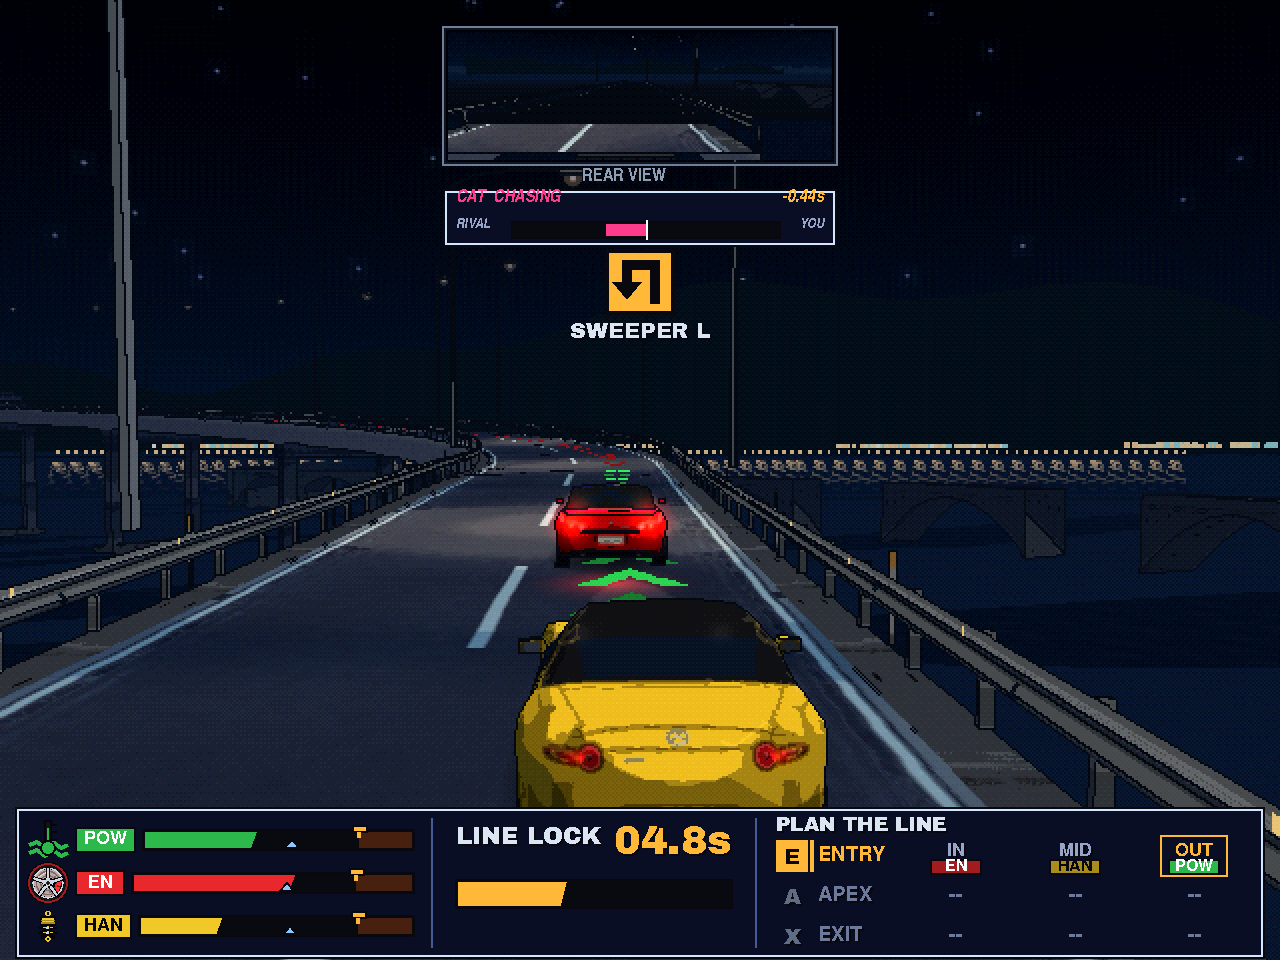 REAR VIEW
CAT CHASING -0.44s
RIVAL YOU
SWEEPER L
POW
EN
HAN
LINE LOCK 04.8s
PLAN THE LINE
E ENTRY IN EN MID HAN OUT POW
A APEX -- -- --
X EXIT -- -- --